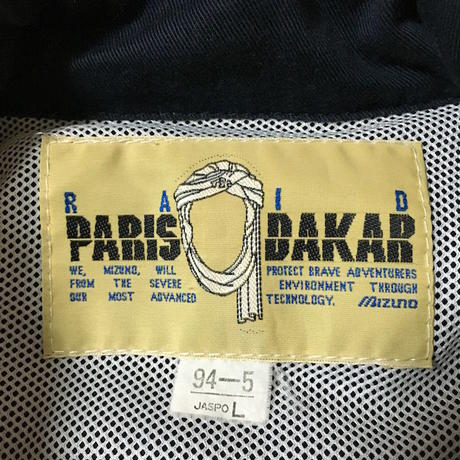 RAID
PARIS DAKAR
WE, MIZUNO, WILL PROTECT BRAVE ADVENTURERS
FROM THE SEVERE ENVIRONMENT THROUGH
OUR MOST ADVANCED TECHNOLOGY. mizuno
94-5
JASPO L